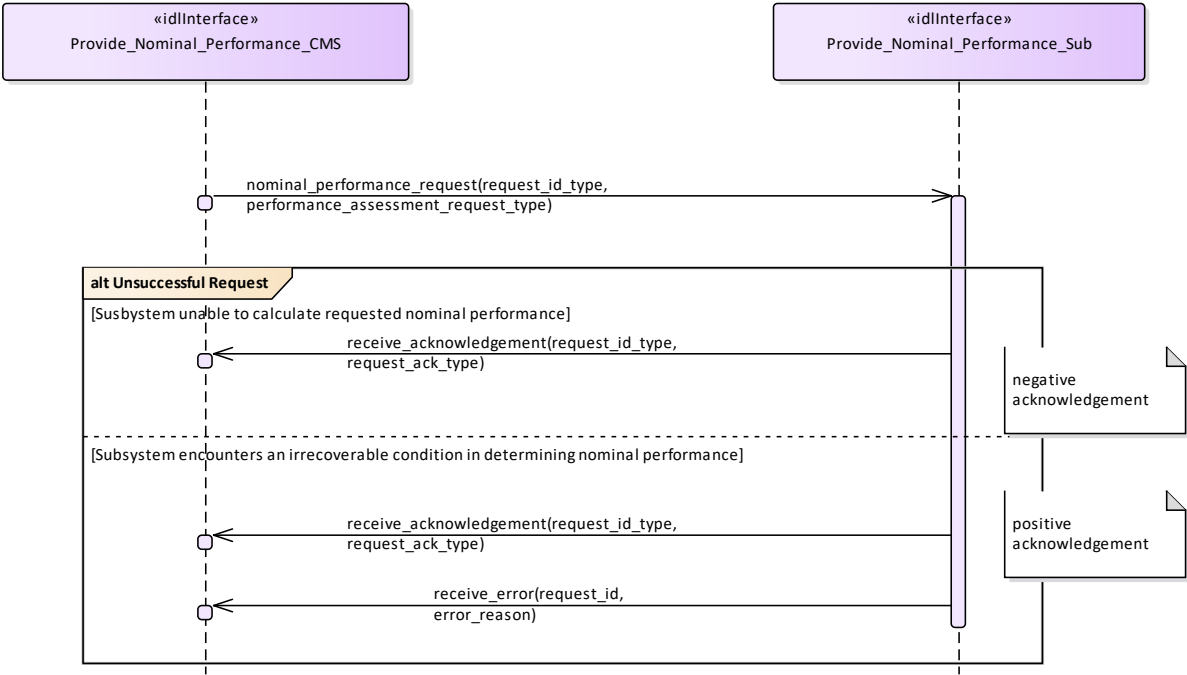 «idlInterface»
Provide_Nominal_Performance_CMS
«idlInterface»
Provide_Nominal_Performance_Sub
nominal_performance_request(request_id_type,
performance_assessment_request_type)
alt Unsuccessful Request
[Susbystem unable to calculate requested nominal performance]
receive_acknowledgement(request_id_type,
request_ack_type)
negative
acknowledgement
[Subsystem encounters an irrecoverable condition in determining nominal performance]
receive_acknowledgement(request_id_type,
request_ack_type)
positive
acknowledgement
receive_error(request_id,
error_reason)